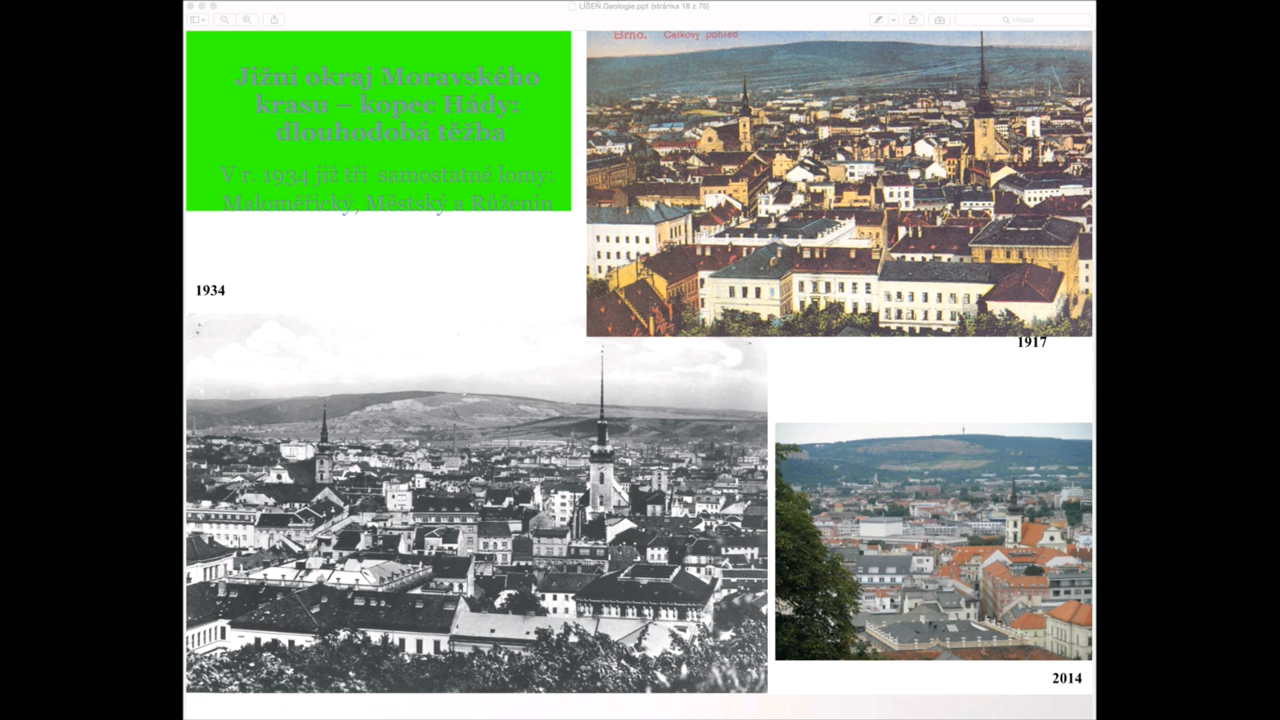 LÍŠEŇ.Geologie.ppt (stránka 18 z 75)
Hledat
Jižní okraj Moravského
krasu – kopec Hády:
dlouhodobá těžba
V r. 1934 již tři samostatné lomy:
Maloměřický, Městský a Růženin
Brno. Celkový pohled
1917
1934
2014